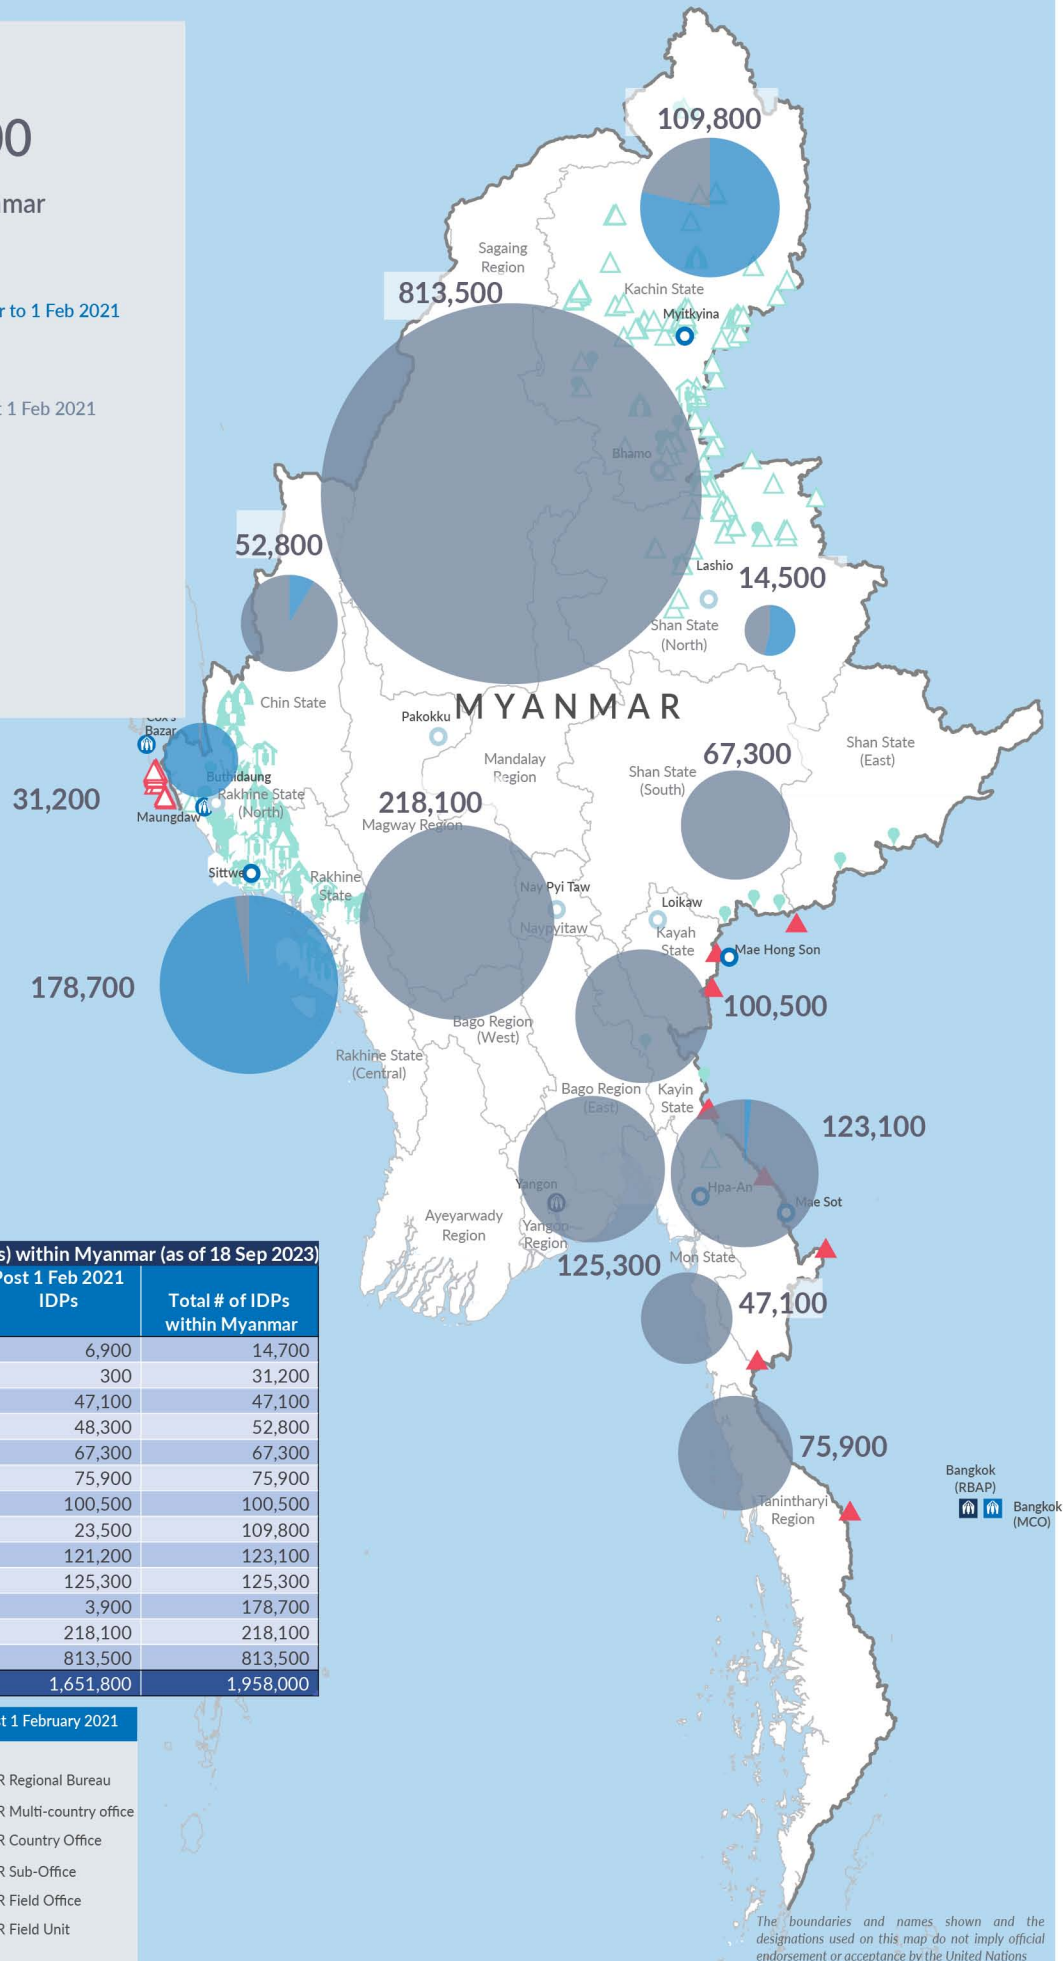 00
mar
r to 1 Feb 2021
1 Feb 2021
109,800
Sagaing
Region
813,500
Kachin State
Myitkyina
Bhamo
52,800
Lashio
14,500
Shan State
(North)
Chin State
MYANMAR
Pakokku
Cox's
Bazar
Mandalay
Region
67,300
Shan State
(South)
Shan State
(East)
31,200
Buthidaung
Rakhine State
(North)
Maungdaw
218,100
Magway Region
Sittwe
Rakhine
State
Nay Pyi Taw
Naypyitaw
Loikaw
Kayah
State
Mae Hong Son
178,700
100,500
Bago Region
(West)
Rakhine State
(Central)
Bago Region
(East)
Kayin
State
123,100
Yangon
Hpa-An
Mae Sot
Ayeyarwady
Region
Yangon
Region
Mon State
125,300
47,100
75,900
Tanintharyi
Region
Bangkok
(RBAP)
Bangkok
(MCO)
s) within Myanmar (as of 18 Sep 2023)
Post 1 Feb 2021
IDPs
Total # of IDPs
within Myanmar
6,900 14,700
300 31,200
47,100 47,100
48,300 52,800
67,300 67,300
75,900 75,900
100,500 100,500
23,500 109,800
121,200 123,100
125,300 125,300
3,900 178,700
218,100 218,100
813,500 813,500
1,651,800 1,958,000
st 1 February 2021
R Regional Bureau
R Multi-country office
R Country Office
R Sub-Office
R Field Office
R Field Unit
The boundaries and names shown and the
designations used on this map do not imply official
endorsement or acceptance by the United Nations